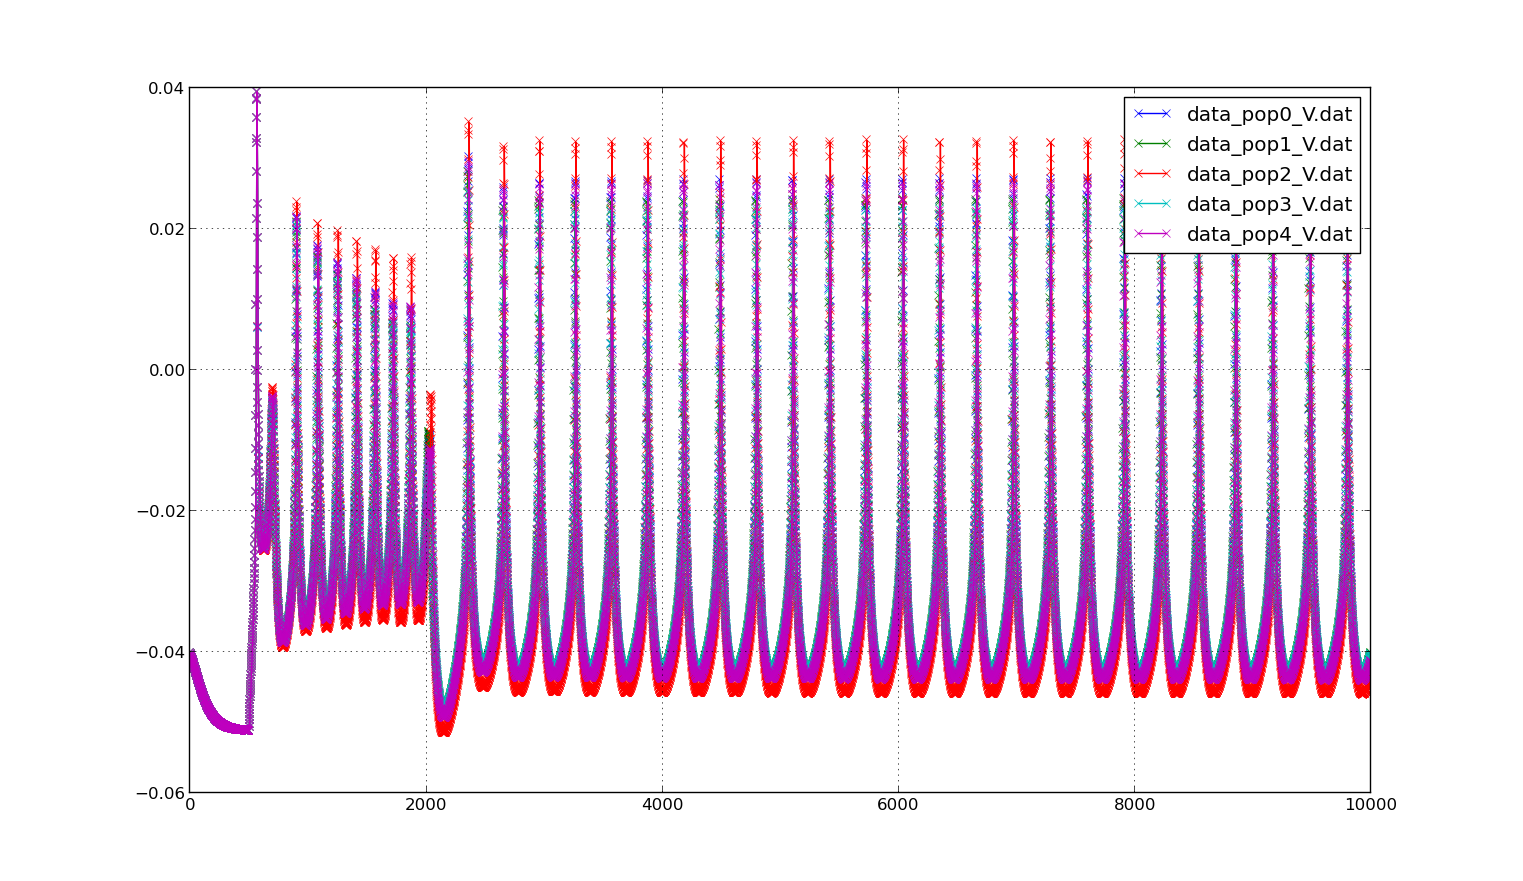 0.04
0.02
0.00
−0.02
−0.04
−0.06
0
2000
4000
6000
8000
10000
data_pop0_V.dat
data_pop1_V.dat
data_pop2_V.dat
data_pop3_V.dat
data_pop4_V.dat